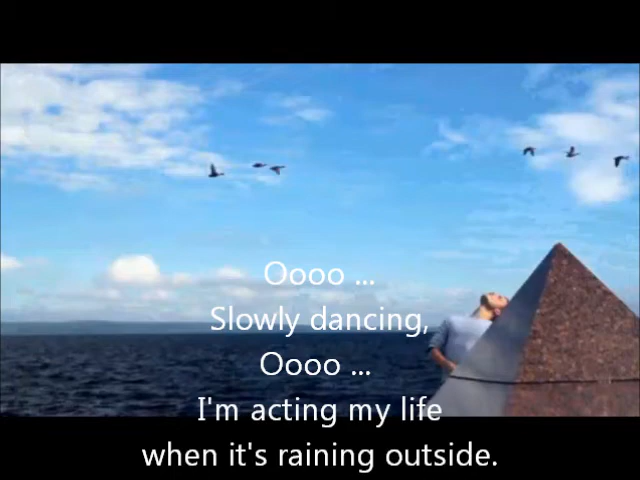 Oooo ...
Slowly dancing,
Oooo ...
I'm acting my life
when it's raining outside.